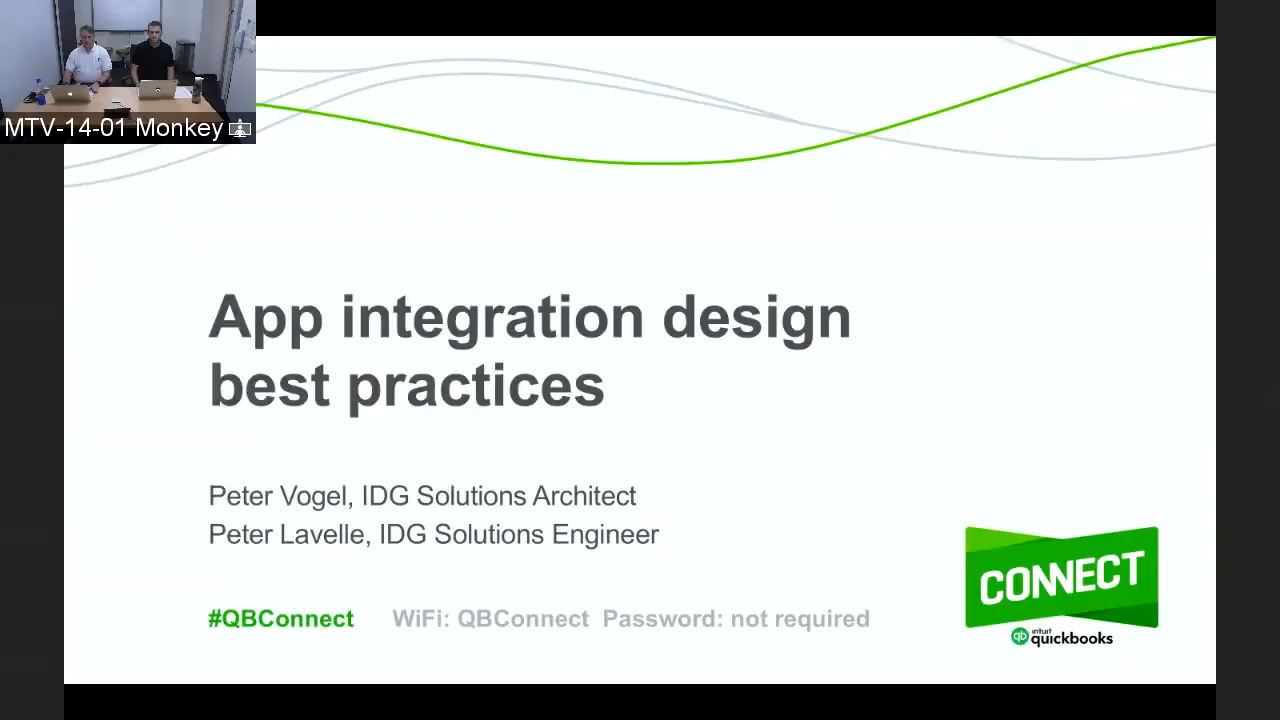 MTV-14-01 Monkey
App integration design
best practices
Peter Vogel, IDG Solutions Architect
Peter Lavelle, IDG Solutions Engineer
#QBConnect WiFi: QBConnect Password: not required
CONNECT
qb intuit
quickbooks